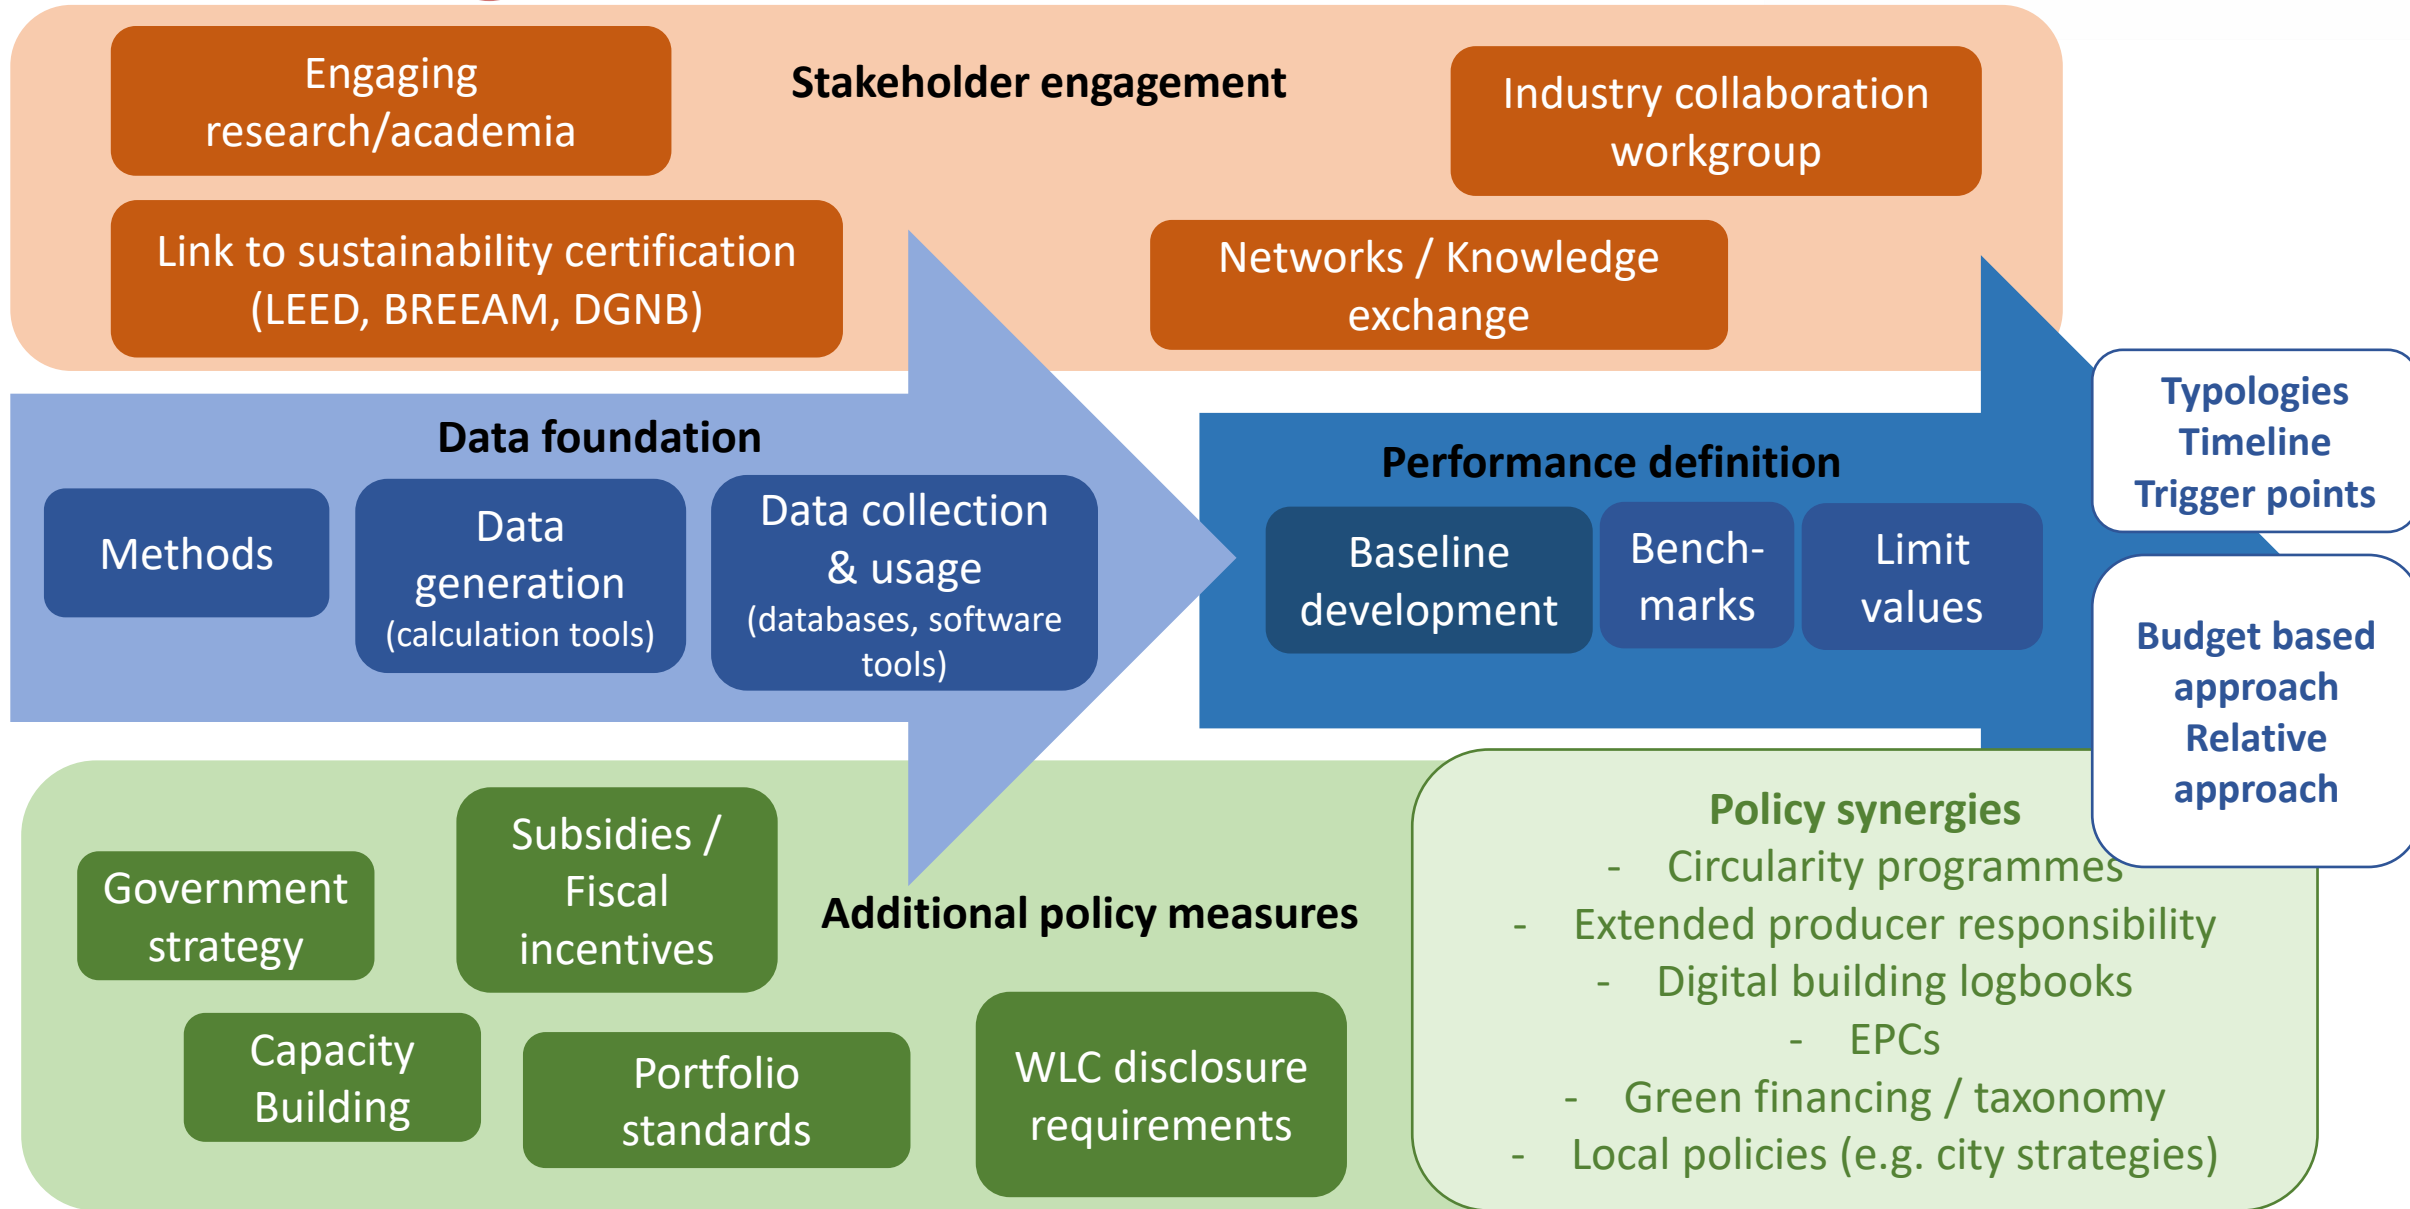 Stakeholder engagement
Engaging
research/academia
Industry collaboration
workgroup
Link to sustainability certification
(LEED, BREEAM, DGNB)
Networks / Knowledge
exchange
Data foundation
Methods
Data
generation
(calculation tools)
Data collection
& usage
(databases, software
tools)
Performance definition
Baseline
development
Bench-
marks
Limit
values
Typologies
Timeline
Trigger points
Budget based
approach
Relative
approach
Additional policy measures
Government
strategy
Subsidies /
Fiscal
incentives
Capacity
Building
Portfolio
standards
WLC disclosure
requirements
Policy synergies
- Circularity programmes
- Extended producer responsibility
- Digital building logbooks
- EPCs
- Green financing / taxonomy
- Local policies (e.g. city strategies)